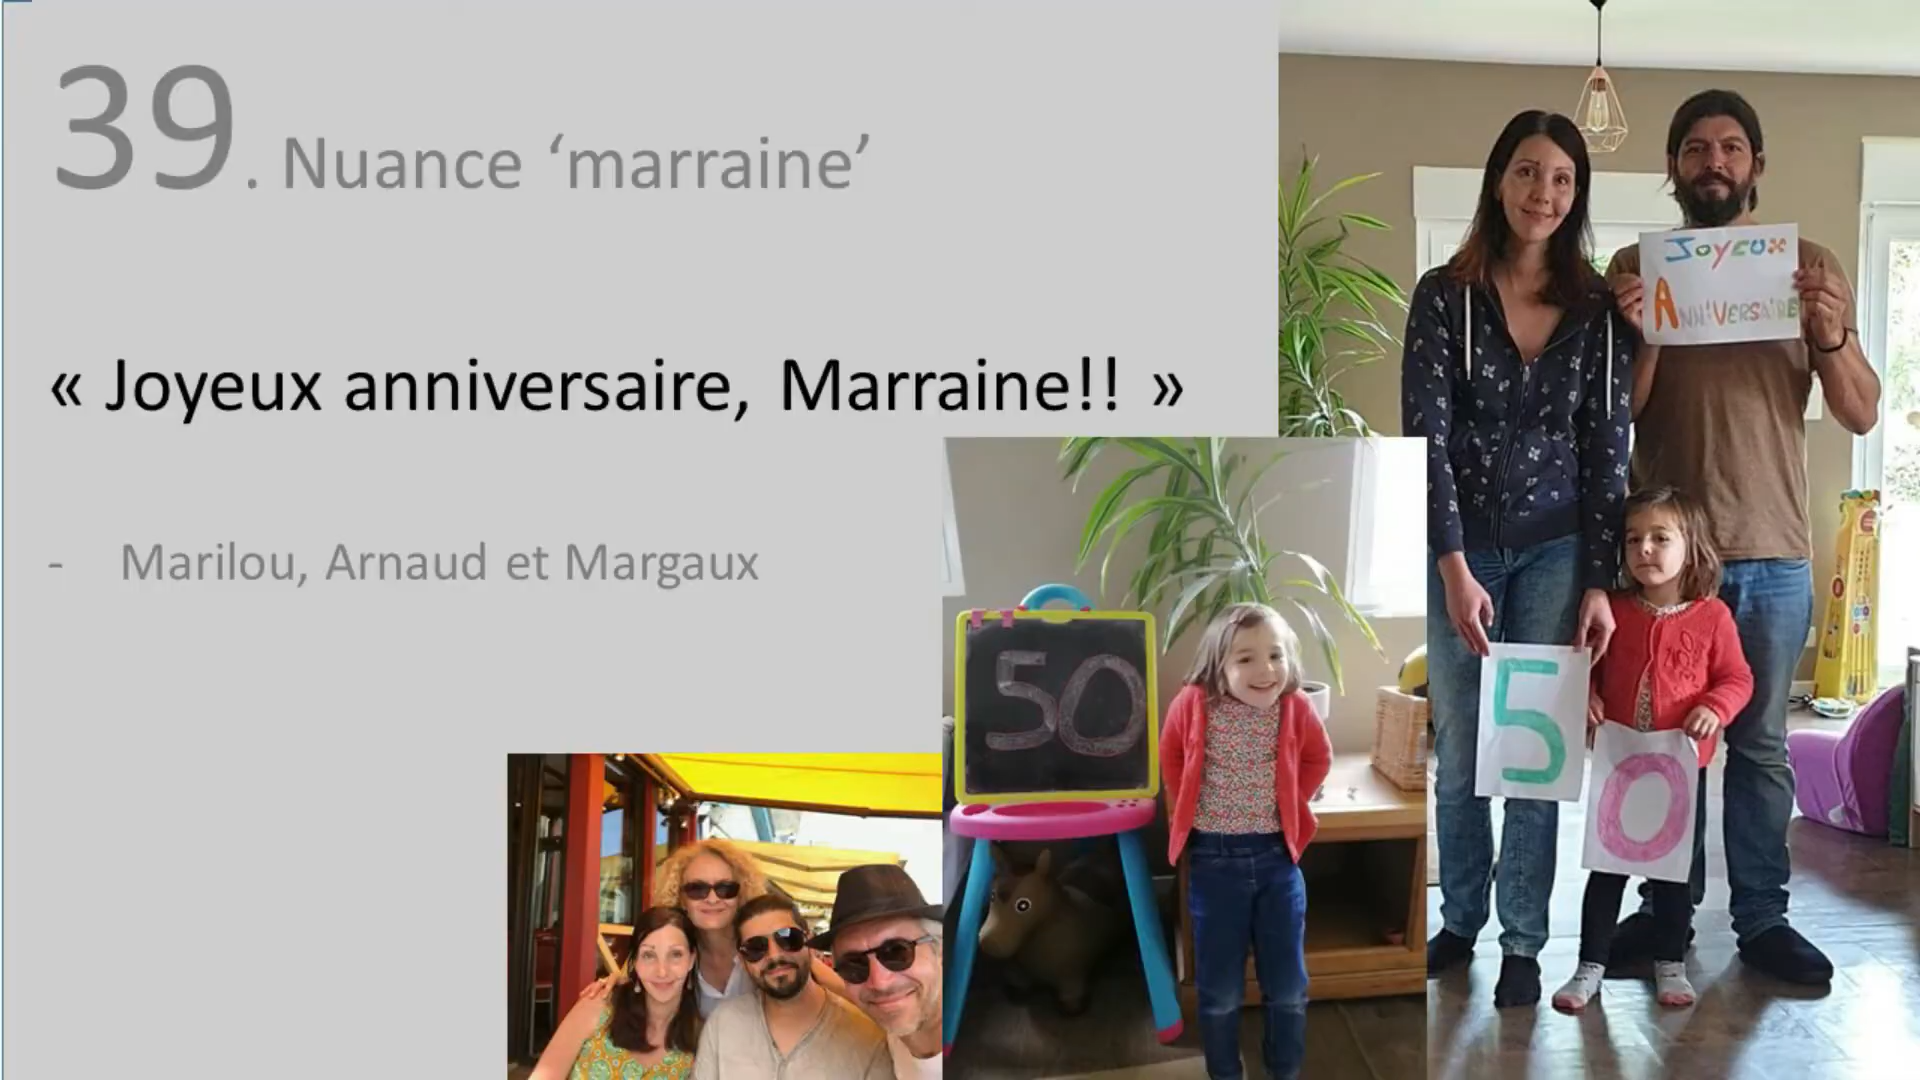 39. Nuance ‘marraine’
« Joyeux anniversaire, Marraine!! »
- Marilou, Arnaud et Margaux
JOYEUX
ANNIVERSAIRE
50
5
0